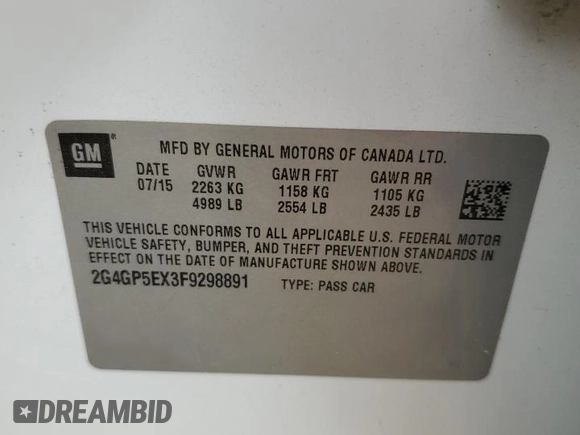 GM
MFD BY GENERAL MOTORS OF CANADA LTD.
DATE GVWR GAWR FRT GAWR RR
07/15 2263 KG 1158 KG 1105 KG
4989 LB 2554 LB 2435 LB
THIS VEHICLE CONFORMS TO ALL APPLICABLE U.S. FEDERAL MOTOR
VEHICLE SAFETY, BUMPER, AND THEFT PREVENTION STANDARDS IN
EFFECT ON THE DATE OF MANUFACTURE SHOWN ABOVE.
2G4GP5EX3F9298891 TYPE: PASS CAR
DREAMBID